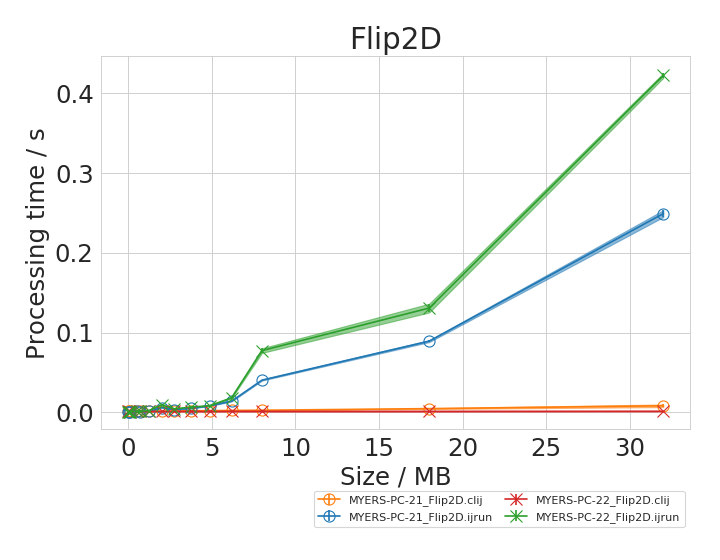 Flip2D
Processing time / s
0.4
0.3
0.2
0.1
0.0
0 5 10 15 20 25 30
Size / MB
MYERS-PC-21_Flip2D.clij MYERS-PC-22_Flip2D.clij
MYERS-PC-21_Flip2D.ijrun MYERS-PC-22_Flip2D.ijrun